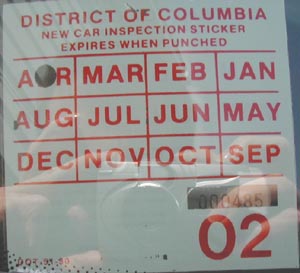 DISTRICT OF COLUMBIA
NEW CAR INSPECTION STICKER
EXPIRES WHEN PUNCHED
APR MAR FEB JAN
AUG JUL JUN MAY
DEC NOV OCT SEP
000485
02